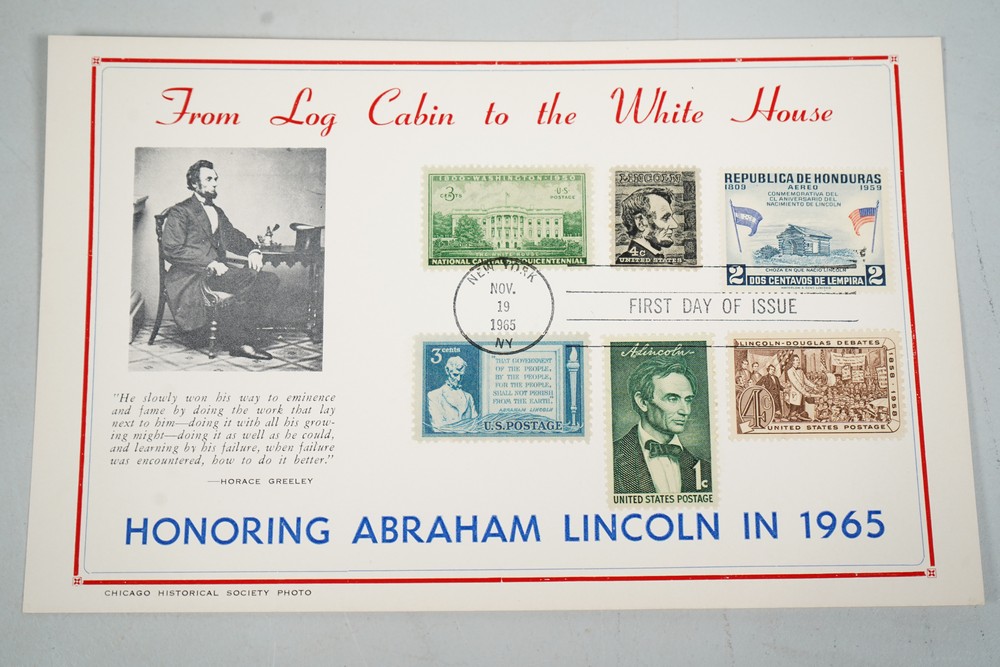 From Log Cabin to the White House
1800-WASHINGTON-1950
3 CENTS
U·S POSTAGE
THE WHITE HOUSE
NATIONAL CAPITAL SESQUICENTENNIAL
LINCOLN
4c
UNITED STATES
REPUBLICA DE HONDURAS
1809 AEREO 1959
CONMEMORATIVA DEL
CL ANIVERSARIO DEL
NACIMIENTO DE LINCOLN
CHOZA EN QUE NACIO LINCOLN
2 DOS CENTAVOS DE LEMPIRA 2
NEW YORK
NOV.
19
1965
NY
FIRST DAY OF ISSUE
3 cents
"THAT GOVERNMENT
OF THE PEOPLE,
BY THE PEOPLE,
FOR THE PEOPLE,
SHALL NOT PERISH
FROM THE EARTH."
ABRAHAM LINCOLN
U.S. POSTAGE
A Lincoln
1c
UNITED STATES POSTAGE
LINCOLN-DOUGLAS DEBATES
1858·1958
4c
UNITED STATES POSTAGE
"He slowly won his way to eminence
and fame by doing the work that lay
next to him—doing it with all his grow-
ing might—doing it as well as he could,
and learning by his failure, when failure
was encountered, how to do it better."
—HORACE GREELEY
HONORING ABRAHAM LINCOLN IN 1965
CHICAGO HISTORICAL SOCIETY PHOTO